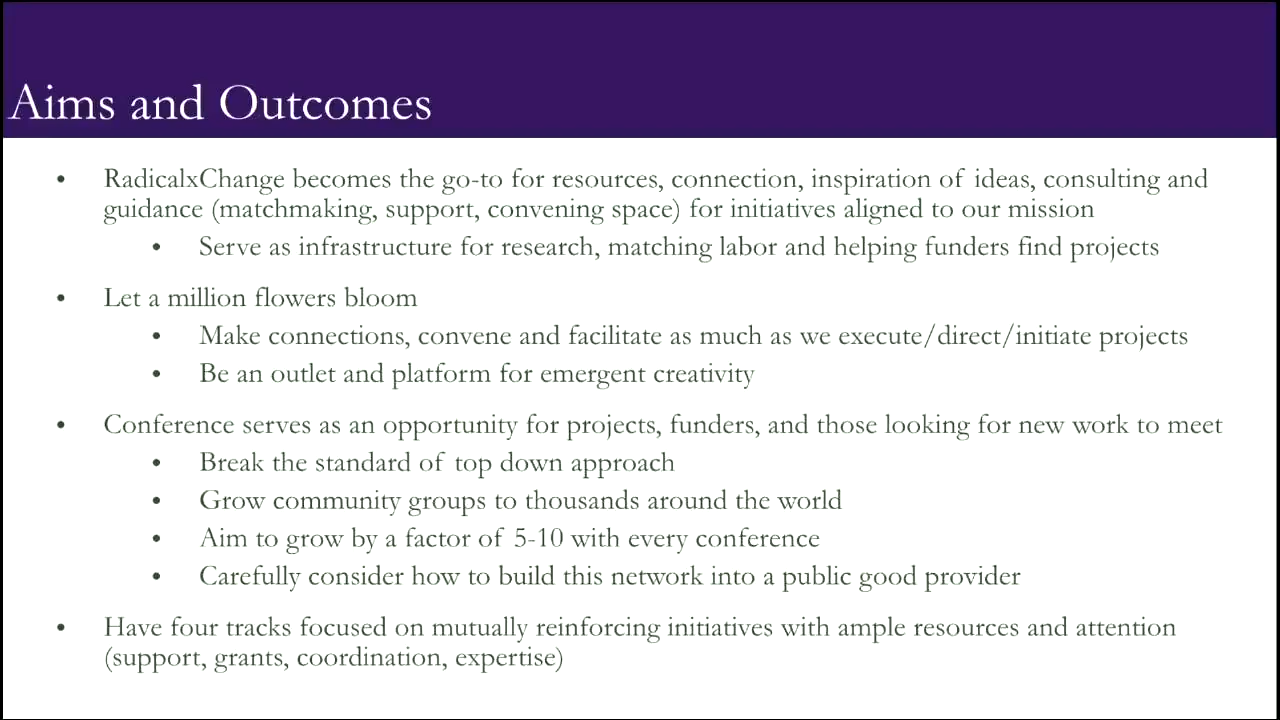 Aims and Outcomes
• RadicalxChange becomes the go-to for resources, connection, inspiration of ideas, consulting and
guidance (matchmaking, support, convening space) for initiatives aligned to our mission
• Serve as infrastructure for research, matching labor and helping funders find projects
• Let a million flowers bloom
• Make connections, convene and facilitate as much as we execute/direct/initiate projects
• Be an outlet and platform for emergent creativity
• Conference serves as an opportunity for projects, funders, and those looking for new work to meet
• Break the standard of top down approach
• Grow community groups to thousands around the world
• Aim to grow by a factor of 5-10 with every conference
• Carefully consider how to build this network into a public good provider
• Have four tracks focused on mutually reinforcing initiatives with ample resources and attention
(support, grants, coordination, expertise)